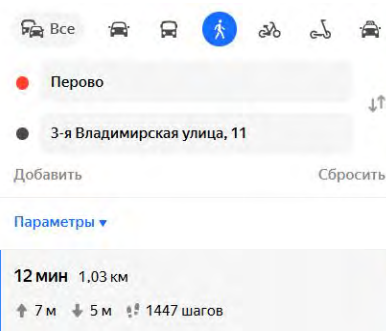 Все
Перово
3-я Владимирская улица, 11
Добавить Сбросить
Параметры
12 мин 1,03 км
7 м 5 м 1447 шагов